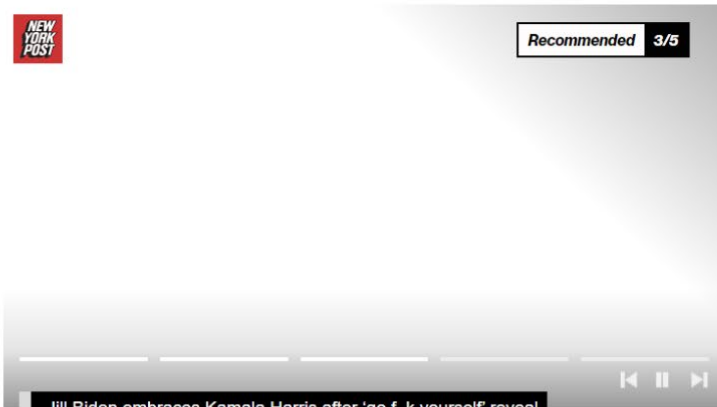 NEW
YORK
POST
Recommended 3/5
Jill Biden embraces Kamala Harris after ‘go f--k yourself’ reveal